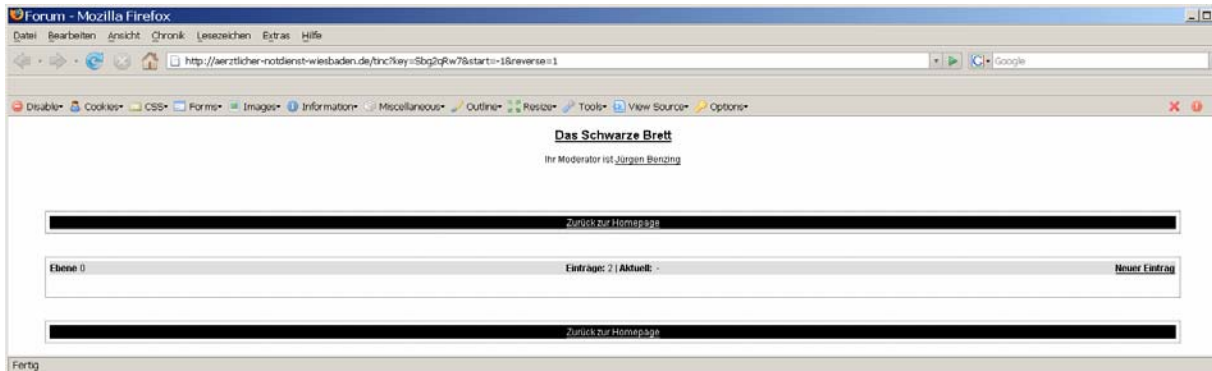 Forum - Mozilla Firefox
Datei Bearbeiten Ansicht Chronik Lesezeichen Extras Hilfe
http://aerztlicher-notdienst-wiesbaden.de/tinc?key=Sbq2qRw7&start=-1&reverse=1 Google
Disable Cookies CSS Forms Images Information Miscellaneous Outline Resize Tools View Source Options
Das Schwarze Brett
Ihr Moderator ist Jürgen Benzing
Zurück zur Homepage
Ebene 0 Einträge: 2 | Aktuell: - Neuer Eintrag
Zurück zur Homepage
Fertig